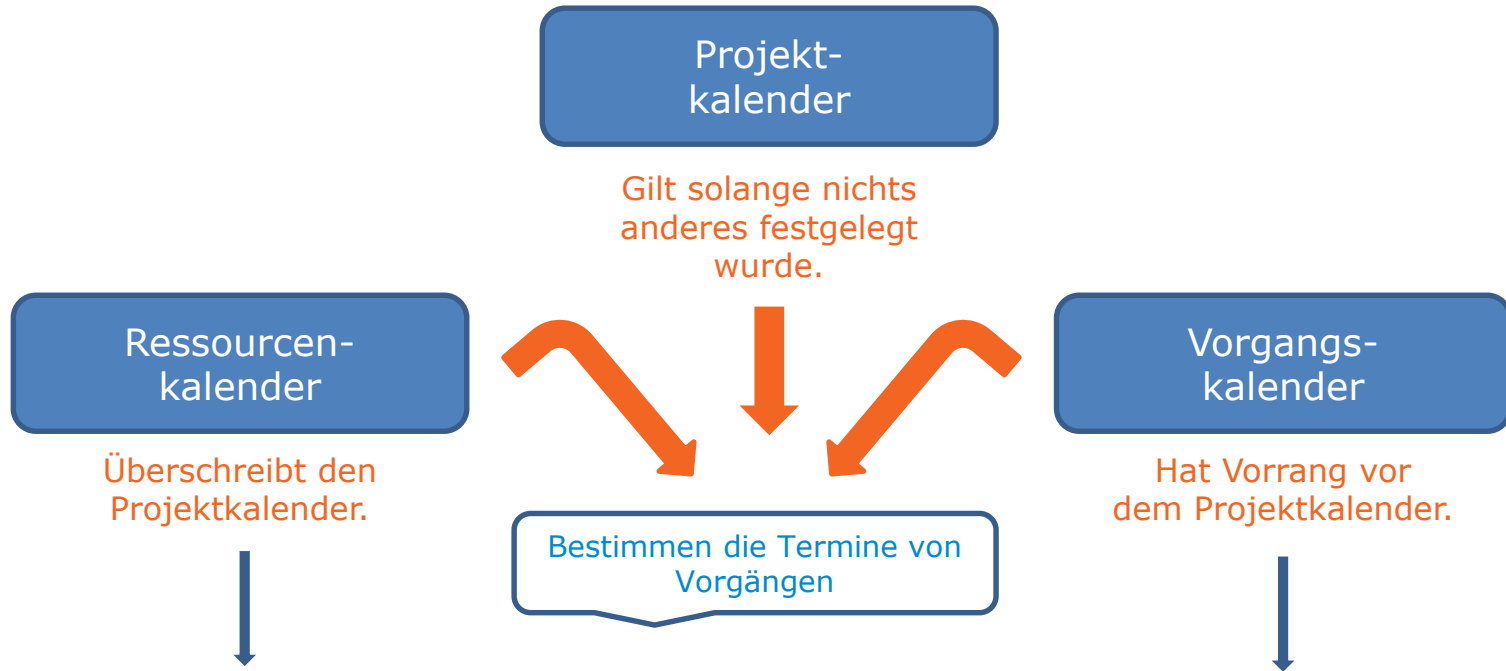 Projekt-
kalender
Gilt solange nichts
anderes festgelegt
wurde.
Ressourcen-
kalender
Überschreibt den
Projektkalender.
Vorgangs-
kalender
Hat Vorrang vor
dem Projektkalender.
Bestimmen die Termine von
Vorgängen